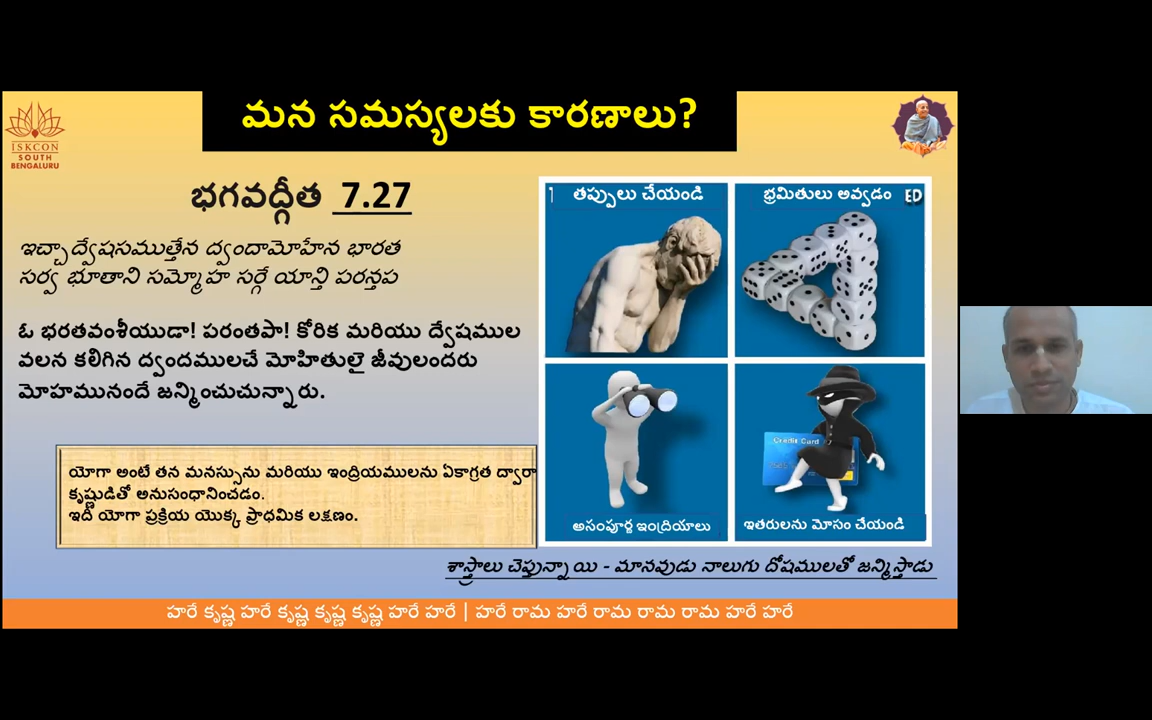 మన సమస్యలకు కారణాలు?
ISKCON
SOUTH
BENGALURU
భగవద్గీత 7.27
ఇచ్ఛాద్వేషసముత్తేన ద్వందామోహేన భారత
సర్వ భూతాని సమ్మోహ సర్గే యాన్తి పరన్తప
ఓ భరతవంశీయుడా! పరంతపా! కోరిక మరియు ద్వేషముల
వలన కలిగిన ద్వందములచే మోహితులై జీవులందరు
మోహమునందే జన్మించుచున్నారు.
యోగా అంటే తన మనస్సును మరియు ఇంద్రియములను ఏకాగ్రత ద్వారా
కృష్ణుడితో అనుసంధానించడం.
ఇది యోగా ప్రక్రియ యొక్క ప్రాధమిక లక్షణం.
తప్పులు చేయండి
భ్రమితులు అవ్వడం ED
Credit Card
అసంపూర్ణ ఇంద్రియాలు
ఇతరులను మోసం చేయండి
శాస్త్రాలు చెప్తున్నాయి - మానవుడు నాలుగు దోషములతో జన్మిస్తాడు
హరే కృష్ణ హరే కృష్ణ కృష్ణ కృష్ణ హరే హరే | హరే రామ హరే రామ రామ రామ హరే హరే